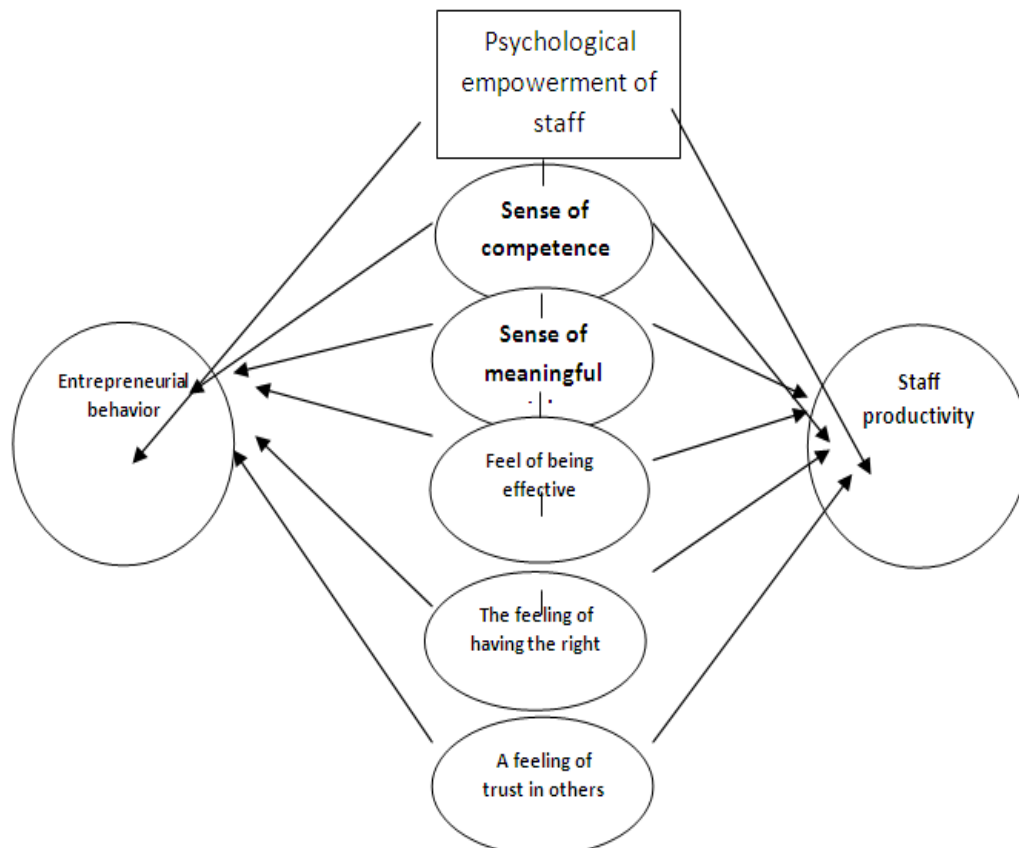 Psychological
empowerment of
staff
Sense of
competence
Sense of
meaningful
Entrepreneurial
behavior
Staff
productivity
Feel of being
effective
The feeling of
having the right
A feeling of
trust in others